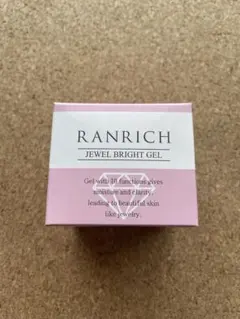 RANRICH
JEWEL BRIGHT GEL
Gel with 10 functions gives
moisture and clarity,
leading to beautiful skin
like jewelry.